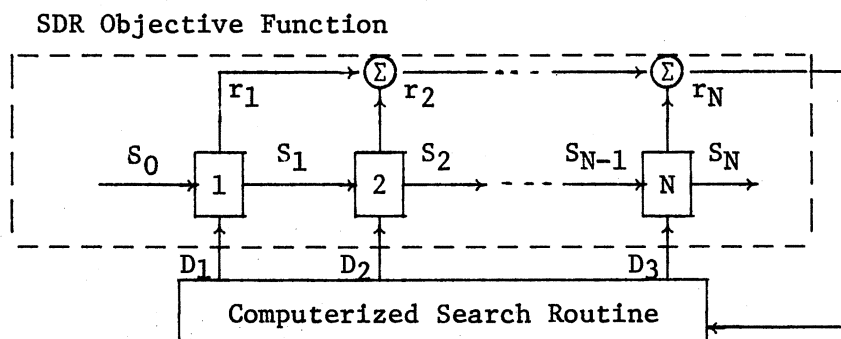 SDR Objective Function
Σ Σ
r1 r2 rN
S0 S1 S2 SN-1 SN
1 2 N
D1 D2 D3
Computerized Search Routine